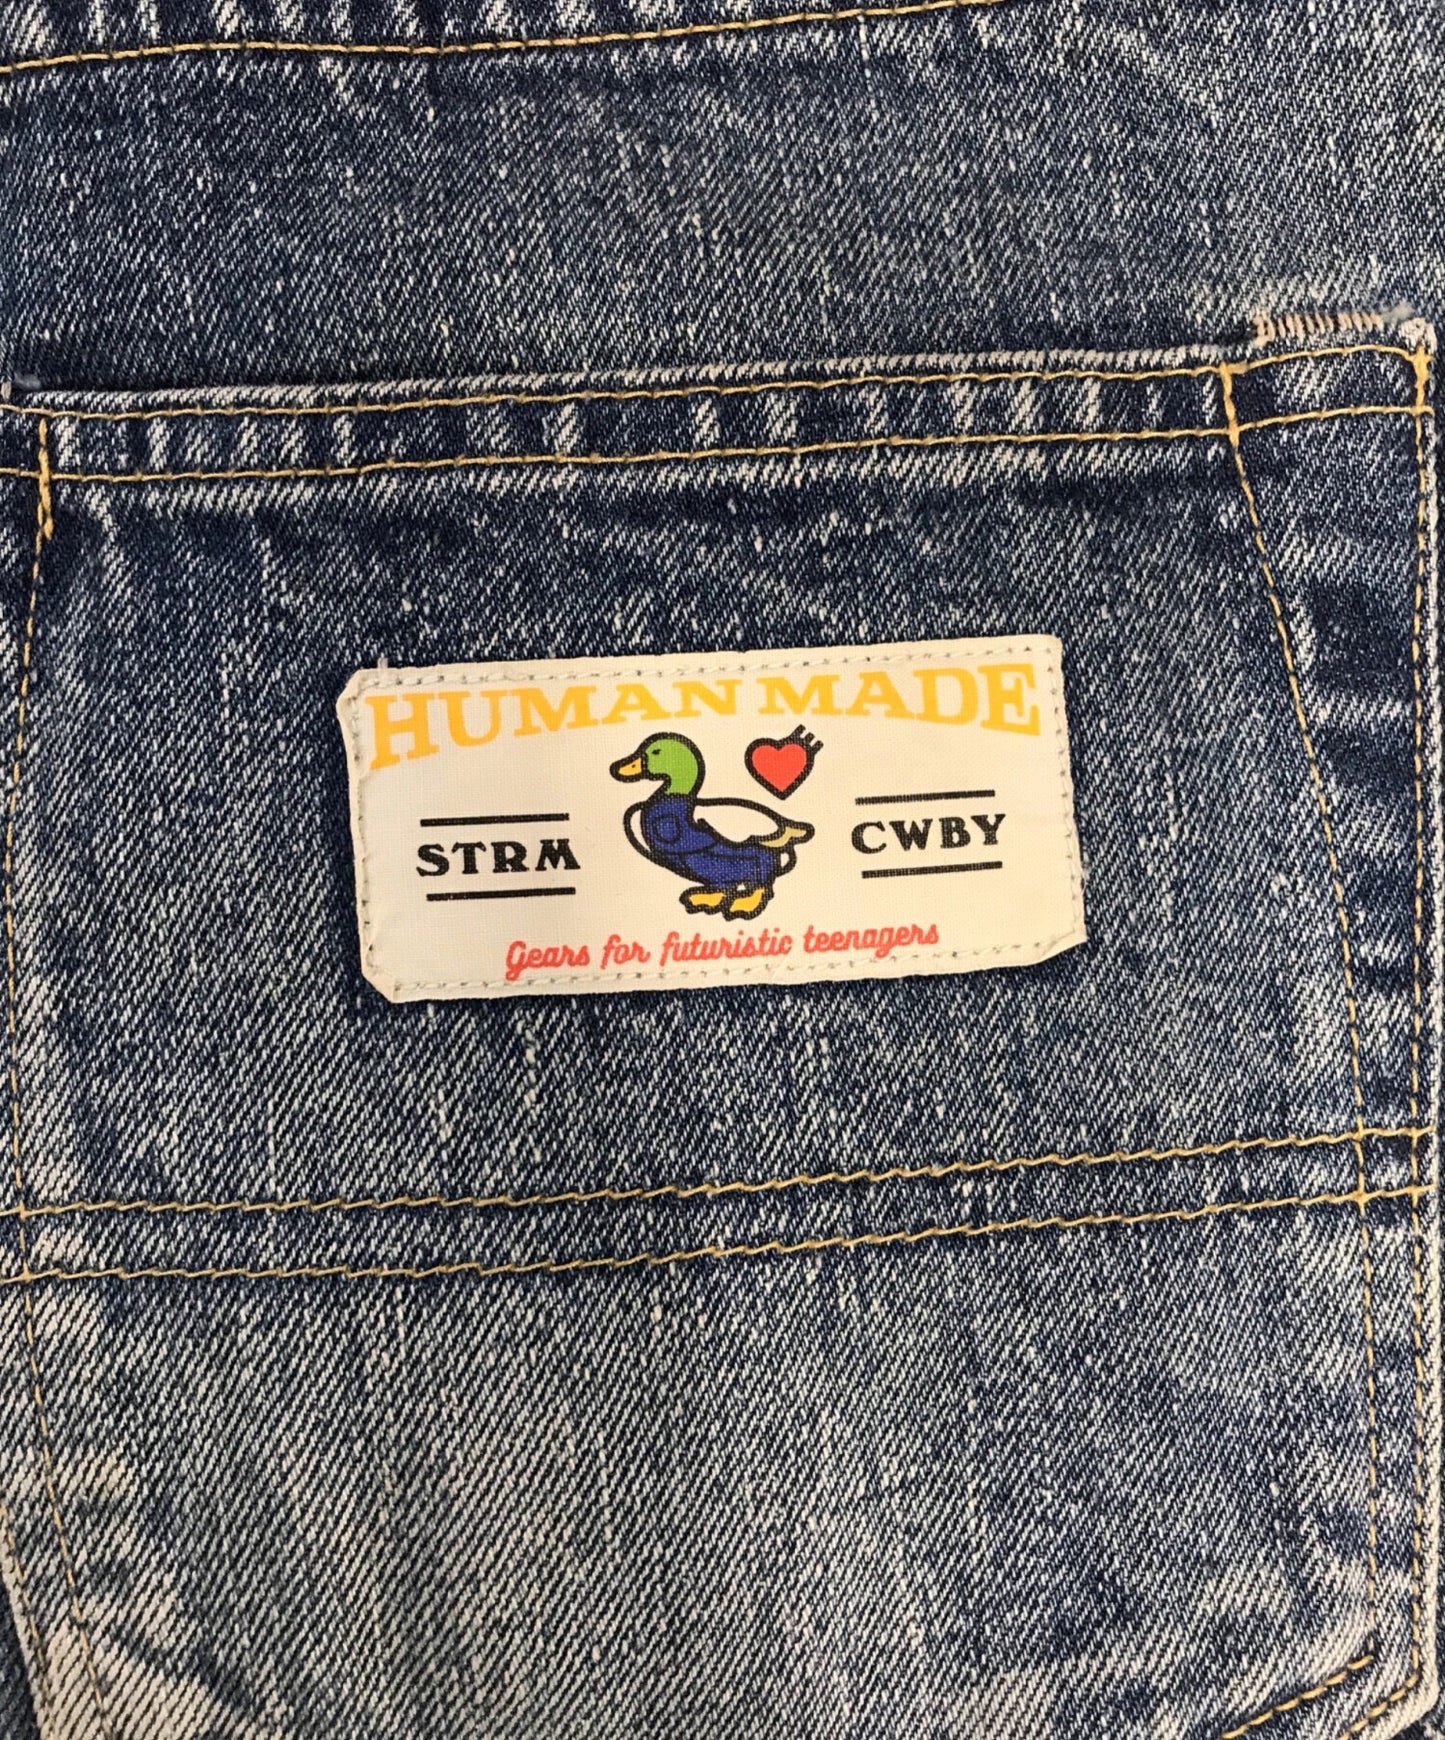 HUMAN MADE
STRM CWBY
Gears for futuristic teenagers